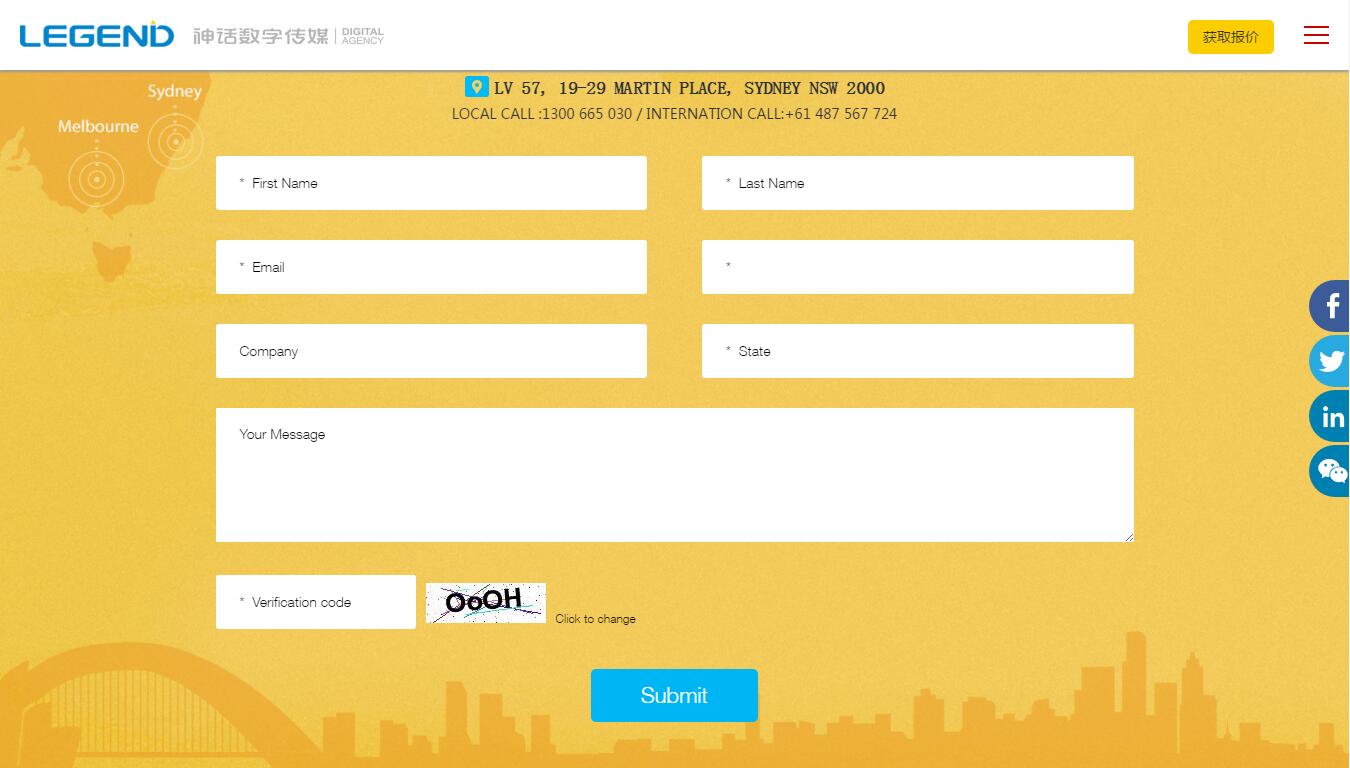 LEGEND 神话数字传媒 DIGITAL AGENCY
获取报价
Sydney
Melbourne
LV 57, 19-29 MARTIN PLACE, SYDNEY NSW 2000
LOCAL CALL :1300 665 030 / INTERNATION CALL:+61 487 567 724
* First Name
* Last Name
* Email
*
Company
* State
Your Message
* Verification code
OoOH
Click to change
Submit